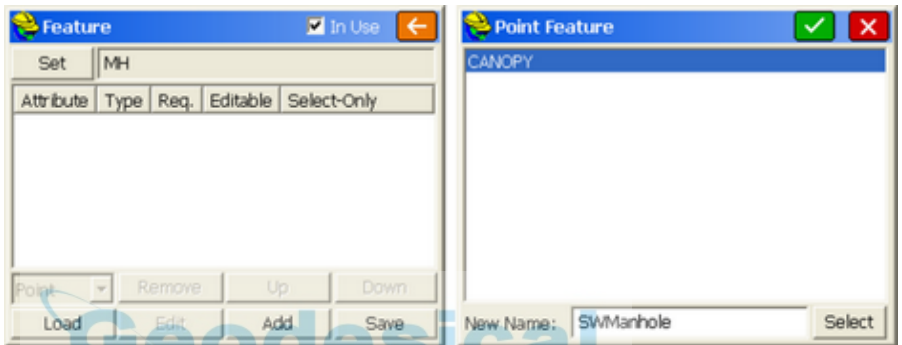 Feature
In Use
Set
MH
Attribute Type Req. Editable Select-Only
Point
Remove
Up
Down
Load
Edit
Add
Save
Point Feature
CANOPY
New Name:
SWManhole
Select
Geodesical